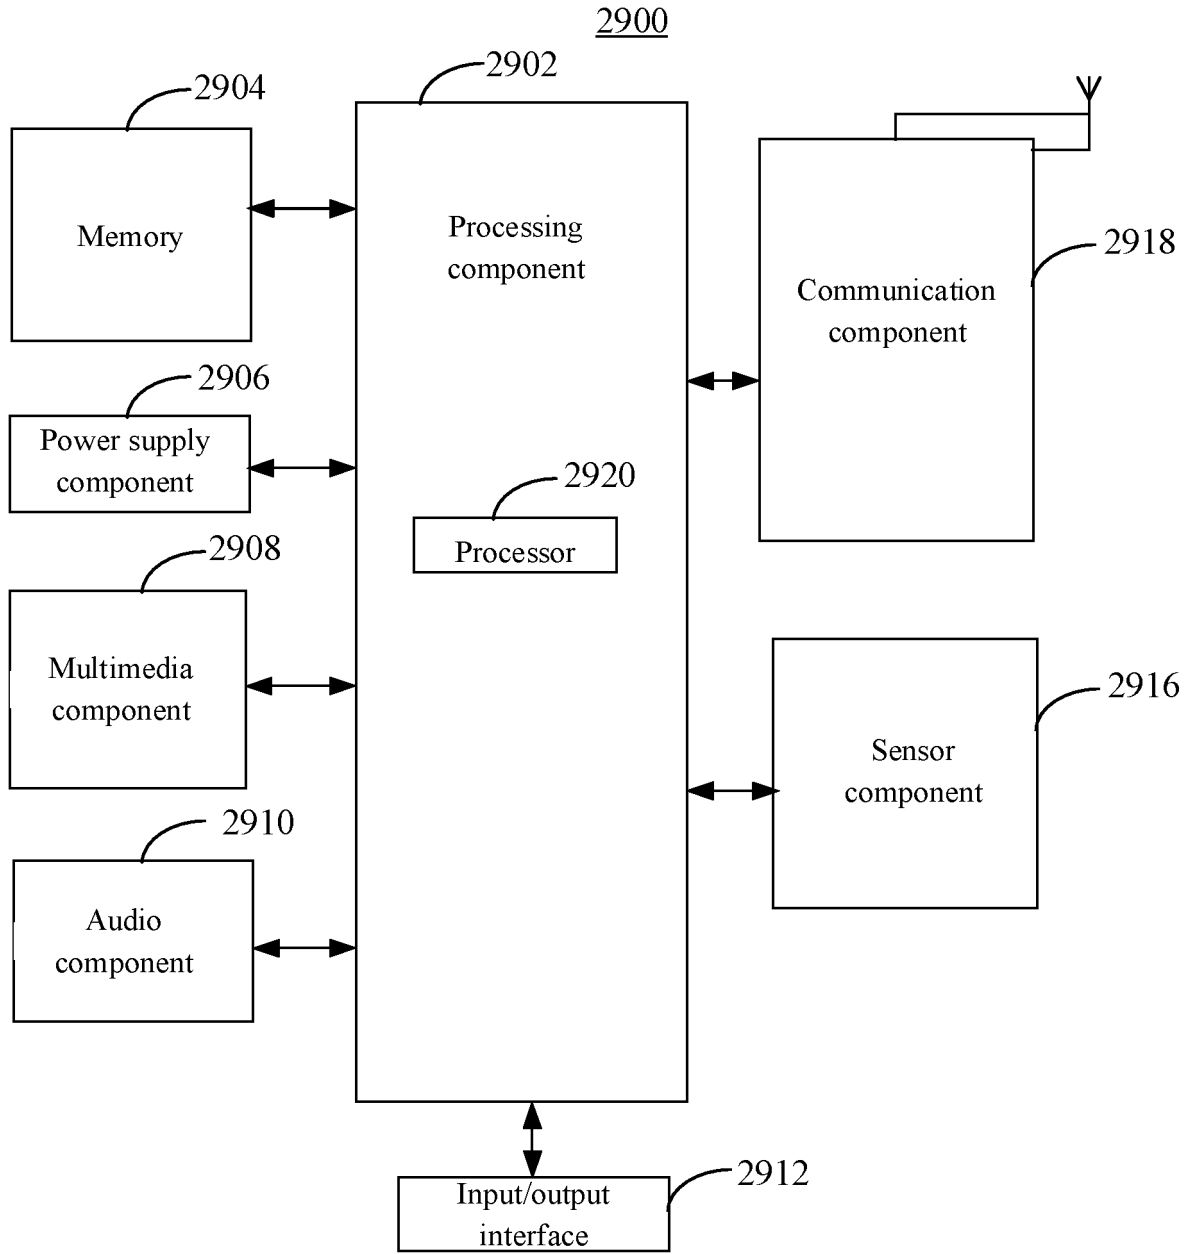 2900
2902
2904
Memory
Processing
component
2918
Communication
component
2906
Power supply
component
2920
Processor
2908
Multimedia
component
2916
Sensor
component
2910
Audio
component
2912
Input/output
interface